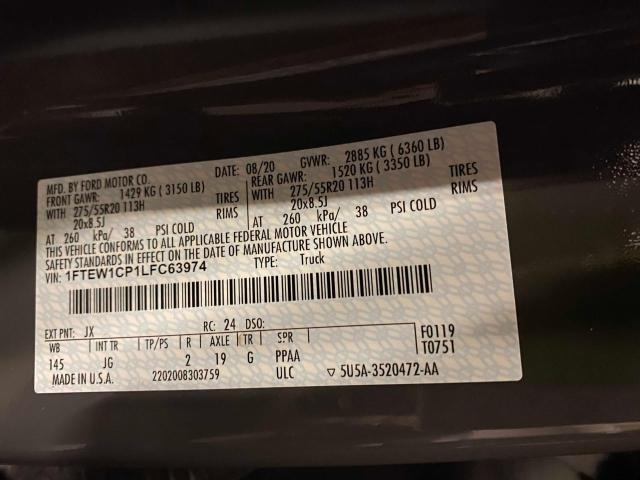 MFD. BY FORD MOTOR CO. DATE: 08/20 GVWR: 2885 KG ( 6360 LB)
FRONT GAWR: 1429 KG ( 3150 LB) REAR GAWR: 1520 KG ( 3350 LB)
WITH 275/55R20 113H TIRES WITH 275/55R20 113H TIRES
20x8.5J RIMS 20x8.5J RIMS
AT 260 kPa/ 38 PSI COLD AT 260 kPa/ 38 PSI COLD
THIS VEHICLE CONFORMS TO ALL APPLICABLE FEDERAL MOTOR VEHICLE
SAFETY STANDARDS IN EFFECT ON THE DATE OF MANUFACTURE SHOWN ABOVE.
VIN: 1FTEW1CP1LFC63974 TYPE: Truck
EXT PNT: JX RC: 24 DSO:
WB INT TR TP/PS R AXLE TR SPR F0119
145 JG 2 19 G PPAA T0751
MADE IN U.S.A. 2202008303759 ULC ▽ 5U5A-3520472-AA